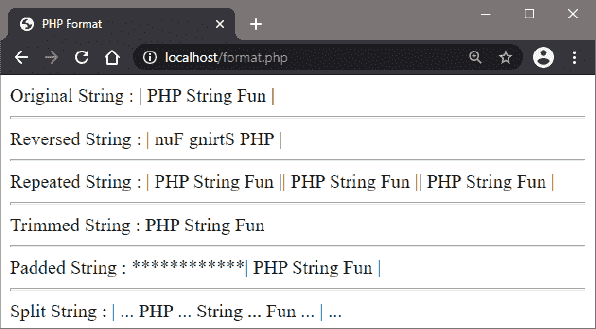 PHP Format
localhost/format.php
Original String : | PHP String Fun |
Reversed String : | nuF gnirtS PHP |
Repeated String : | PHP String Fun || PHP String Fun || PHP String Fun |
Trimmed String : PHP String Fun
Padded String : ************| PHP String Fun |
Split String : | ... PHP ... String ... Fun ... | ...